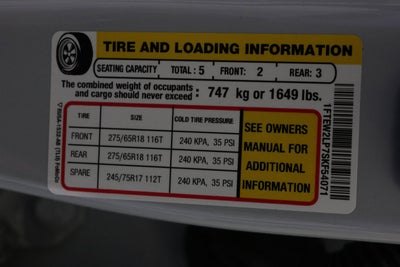 TIRE AND LOADING INFORMATION
SEATING CAPACITY TOTAL : 5 FRONT: 2 REAR: 3
The combined weight of occupants
and cargo should never exceed : 747 kg or 1649 lbs.
TIRE SIZE COLD TIRE PRESSURE
FRONT 275/65R18 116T 240 KPA, 35 PSI
REAR 275/65R18 116T 240 KPA, 35 PSI
SPARE 245/75R17 112T 240 KPA, 35 PSI
SEE OWNERS
MANUAL FOR
ADDITIONAL
INFORMATION
1FTEW2LP7SKF54071